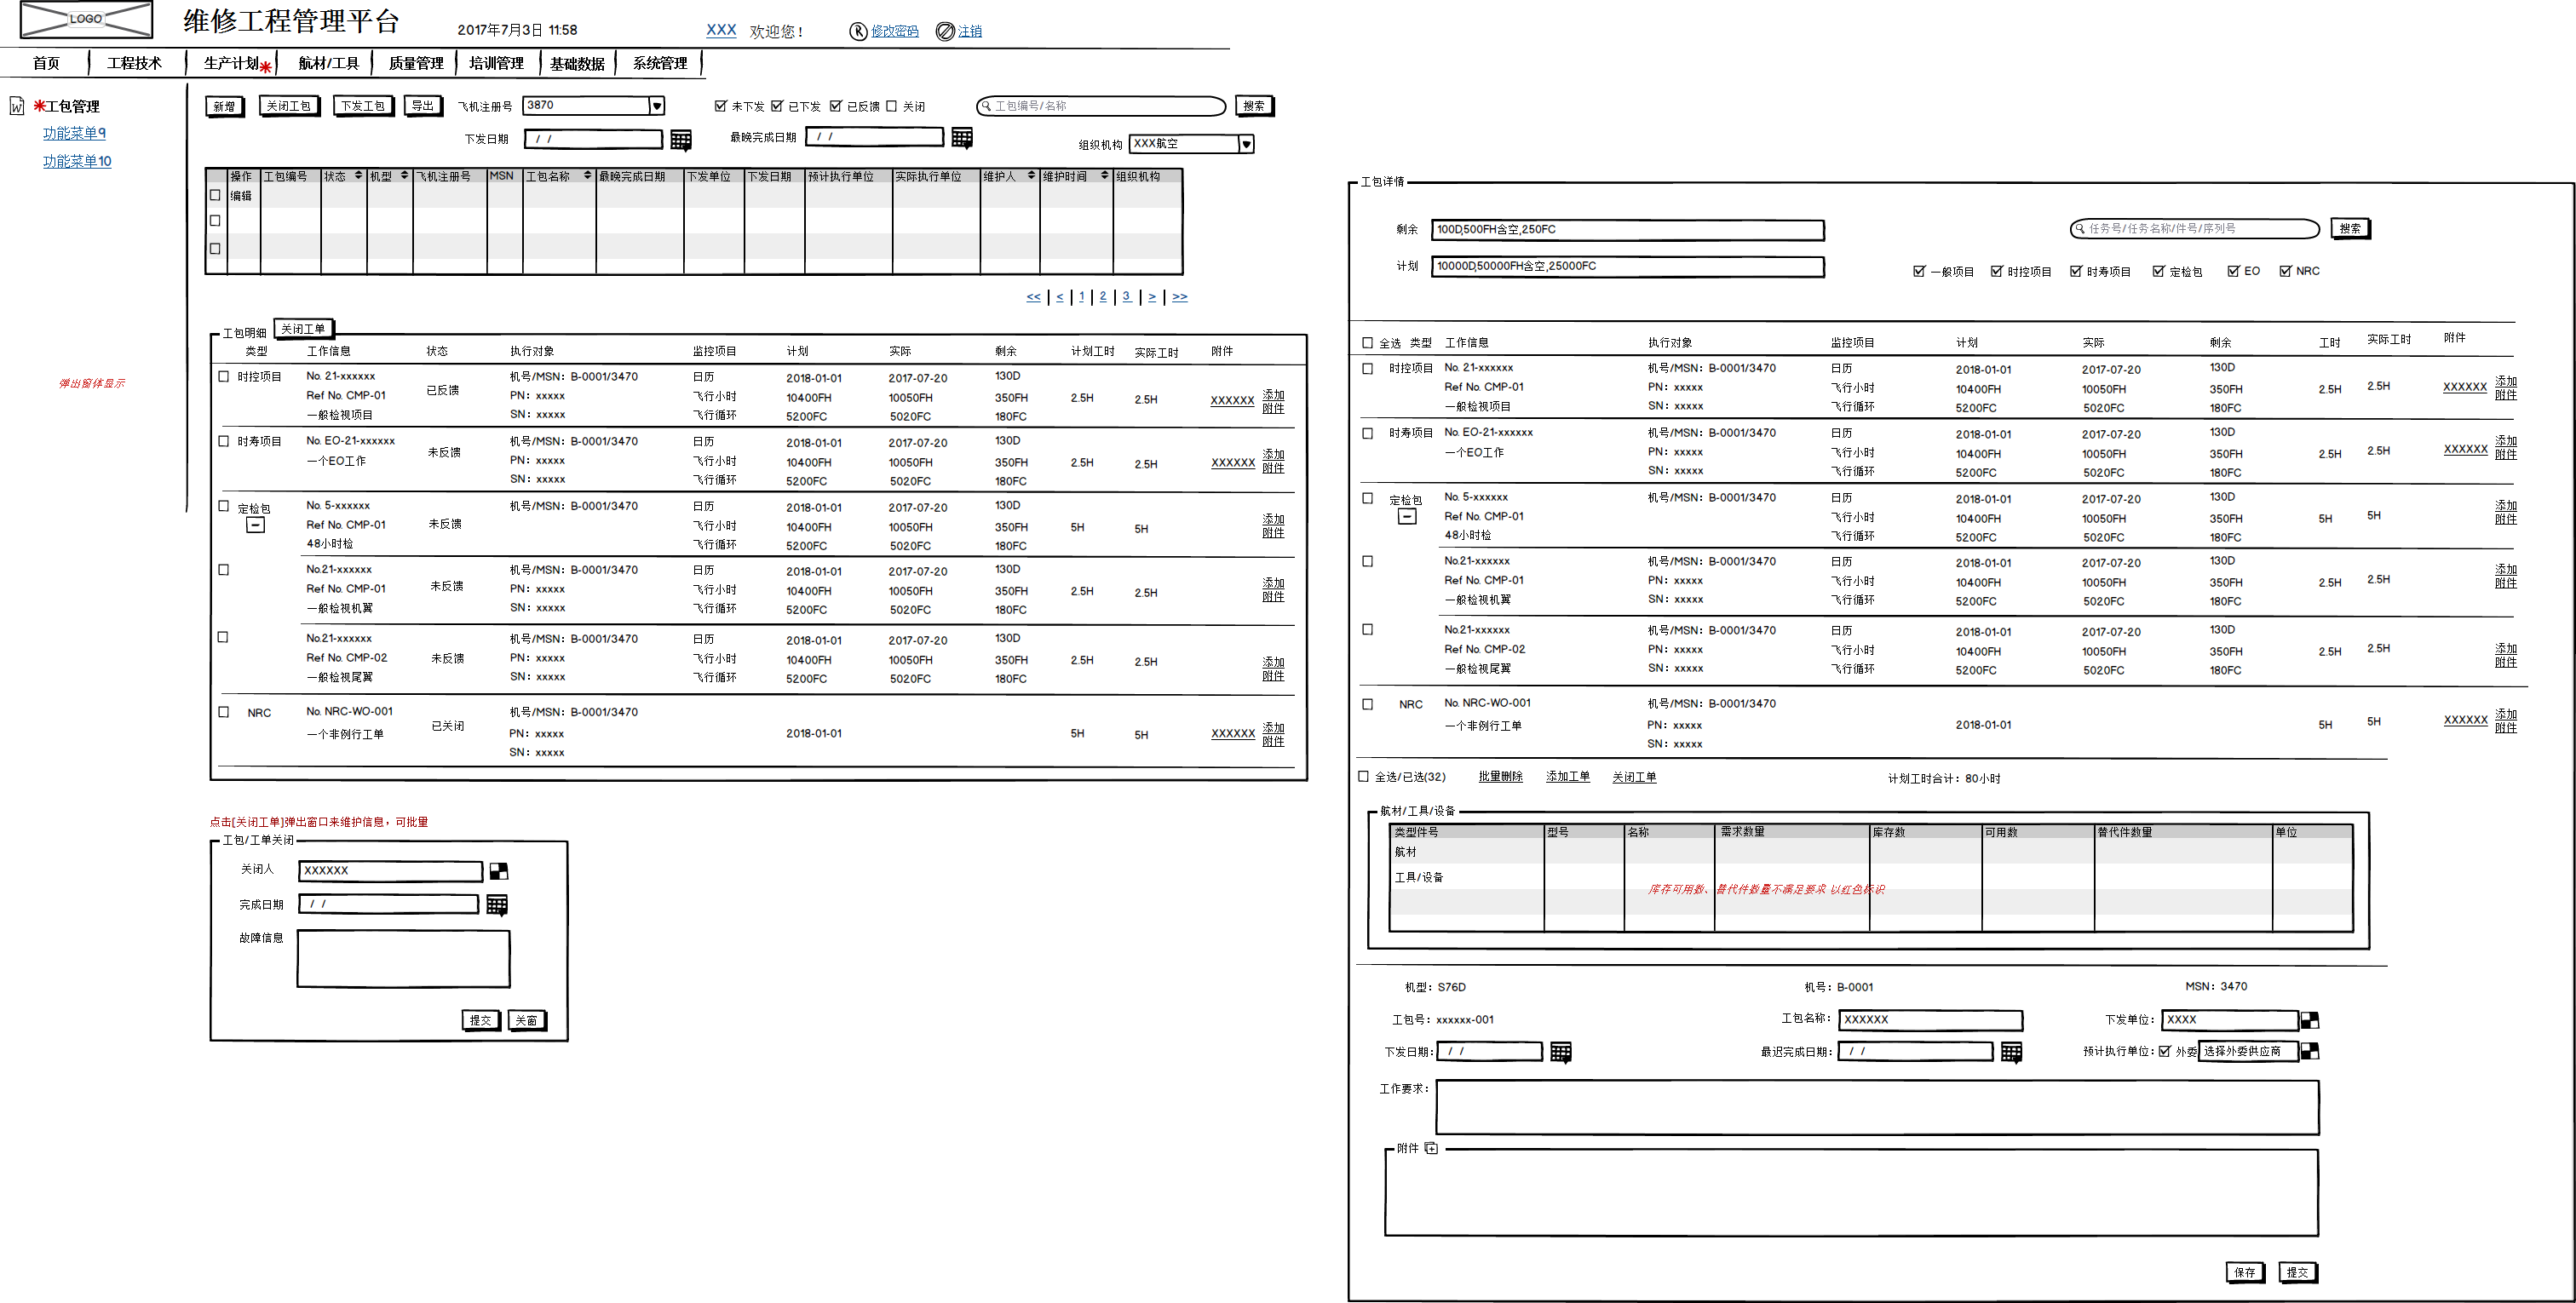 LOGO 维修工程管理平台 2017年7月3日 11:58 XXX 欢迎您! 修改密码 注销
首页 工程技术 生产计划 航材/工具 质量管理 培训管理 基础数据 系统管理
工包管理
功能菜单9
功能菜单10
弹出窗体显示
新增 关闭工包 下发工包 导出 飞机注册号 3870 未下发 已下发 已反馈 关闭 工包编号/名称 搜索
下发日期 / / 最晚完成日期 / / 组织机构 XXX航空
操作 工包编号 状态 机型 飞机注册号 MSN 工包名称 最晚完成日期 下发单位 下发日期 预计执行单位 实际执行单位 维护人 维护时间 组织机构
编辑
<< < 1 2 3 > >>
工包明细 关闭工单
类型 工作信息 状态 执行对象 监控项目 计划 实际 剩余 计划工时 实际工时 附件
时控项目 No. 21-xxxxxx 已反馈 机号/MSN: B-0001/3470 日历 2018-01-01 2017-07-20 130D
Ref No. CMP-01 PN: xxxxx 飞行小时 10400FH 10050FH 350FH 2.5H 2.5H XXXXXX 添加附件
一般检视项目 SN: xxxxx 飞行循环 5200FC 5020FC 180FC
时寿项目 No. EO-21-xxxxxx 未反馈 机号/MSN: B-0001/3470 日历 2018-01-01 2017-07-20 130D
一个EO工作 PN: xxxxx 飞行小时 10400FH 10050FH 350FH 2.5H 2.5H XXXXXX 添加附件
SN: xxxxx 飞行循环 5200FC 5020FC 180FC
定检包 No. 5-xxxxxx 未反馈 机号/MSN: B-0001/3470 日历 2018-01-01 2017-07-20 130D
Ref No. CMP-01 飞行小时 10400FH 10050FH 350FH 5H 5H 添加附件
48小时检 飞行循环 5200FC 5020FC 180FC
No.21-xxxxxx 未反馈 机号/MSN: B-0001/3470 日历 2018-01-01 2017-07-20 130D
Ref No. CMP-01 PN: xxxxx 飞行小时 10400FH 10050FH 350FH 2.5H 2.5H 添加附件
一般检视机翼 SN: xxxxx 飞行循环 5200FC 5020FC 180FC
No.21-xxxxxx 未反馈 机号/MSN: B-0001/3470 日历 2018-01-01 2017-07-20 130D
Ref No. CMP-02 PN: xxxxx 飞行小时 10400FH 10050FH 350FH 2.5H 2.5H 添加附件
一般检视尾翼 SN: xxxxx 飞行循环 5200FC 5020FC 180FC
NRC No. NRC-WO-001 已关闭 机号/MSN: B-0001/3470
一个非例行工单 PN: xxxxx 2018-01-01 5H 5H XXXXXX 添加附件
SN: xxxxx
点击[关闭工单]弹出窗口来维护信息，可批量
工包/工单关闭
关闭人 XXXXXX
完成日期 / /
故障信息
提交 关窗
工包详情
剩余 100D,500FH含空,250FC 任务号/任务名称/件号/序列号 搜索
计划 10000D,50000FH含空,25000FC 一般项目 时控项目 时寿项目 定检包 EO NRC
全选 类型 工作信息 执行对象 监控项目 计划 实际 剩余 工时 实际工时 附件
时控项目 No. 21-xxxxxx 机号/MSN: B-0001/3470 日历 2018-01-01 2017-07-20 130D
Ref No. CMP-01 PN: xxxxx 飞行小时 10400FH 10050FH 350FH 2.5H 2.5H XXXXXX 添加附件
一般检视项目 SN: xxxxx 飞行循环 5200FC 5020FC 180FC
时寿项目 No. EO-21-xxxxxx 机号/MSN: B-0001/3470 日历 2018-01-01 2017-07-20 130D
一个EO工作 PN: xxxxx 飞行小时 10400FH 10050FH 350FH 2.5H 2.5H XXXXXX 添加附件
SN: xxxxx 飞行循环 5200FC 5020FC 180FC
定检包 No. 5-xxxxxx 机号/MSN: B-0001/3470 日历 2018-01-01 2017-07-20 130D
Ref No. CMP-01 飞行小时 10400FH 10050FH 350FH 5H 5H 添加附件
48小时检 飞行循环 5200FC 5020FC 180FC
No.21-xxxxxx 机号/MSN: B-0001/3470 日历 2018-01-01 2017-07-20 130D
Ref No. CMP-01 PN: xxxxx 飞行小时 10400FH 10050FH 350FH 2.5H 2.5H 添加附件
一般检视机翼 SN: xxxxx 飞行循环 5200FC 5020FC 180FC
No.21-xxxxxx 机号/MSN: B-0001/3470 日历 2018-01-01 2017-07-20 130D
Ref No. CMP-02 PN: xxxxx 飞行小时 10400FH 10050FH 350FH 2.5H 2.5H 添加附件
一般检视尾翼 SN: xxxxx 飞行循环 5200FC 5020FC 180FC
NRC No. NRC-WO-001 机号/MSN: B-0001/3470
一个非例行工单 PN: xxxxx 2018-01-01 5H 5H XXXXXX 添加附件
SN: xxxxx
全选/已选(32) 批量删除 添加工单 关闭工单 计划工时合计: 80小时
航材/工具/设备
类型件号 型号 名称 需求数量 库存数 可用数 替代件数量 单位
航材
工具/设备
库存可用数、替代件数量不满足要求 以红色标识
机型: S76D 机号: B-0001 MSN: 3470
工包号: xxxxxx-001 工包名称: XXXXXX 下发单位: XXXX
下发日期: / / 最迟完成日期: / / 预计执行单位: 外委 选择外委供应商
工作要求:
附件
保存 提交